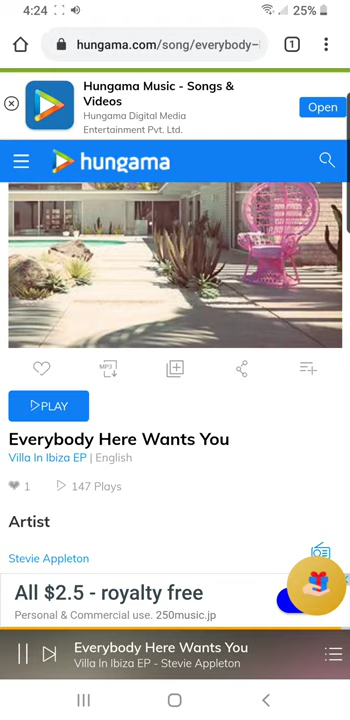 4:24
25%
hungama.com/song/everybody-
1
Hungama Music - Songs &
Videos
Hungama Digital Media
Entertainment Pvt. Ltd.
Open
hungama
MP3
PLAY
Everybody Here Wants You
Villa In Ibiza EP | English
1
147 Plays
Artist
Stevie Appleton
All $2.5 - royalty free
Personal & Commercial use. 250music.jp
Everybody Here Wants You
Villa In Ibiza EP - Stevie Appleton